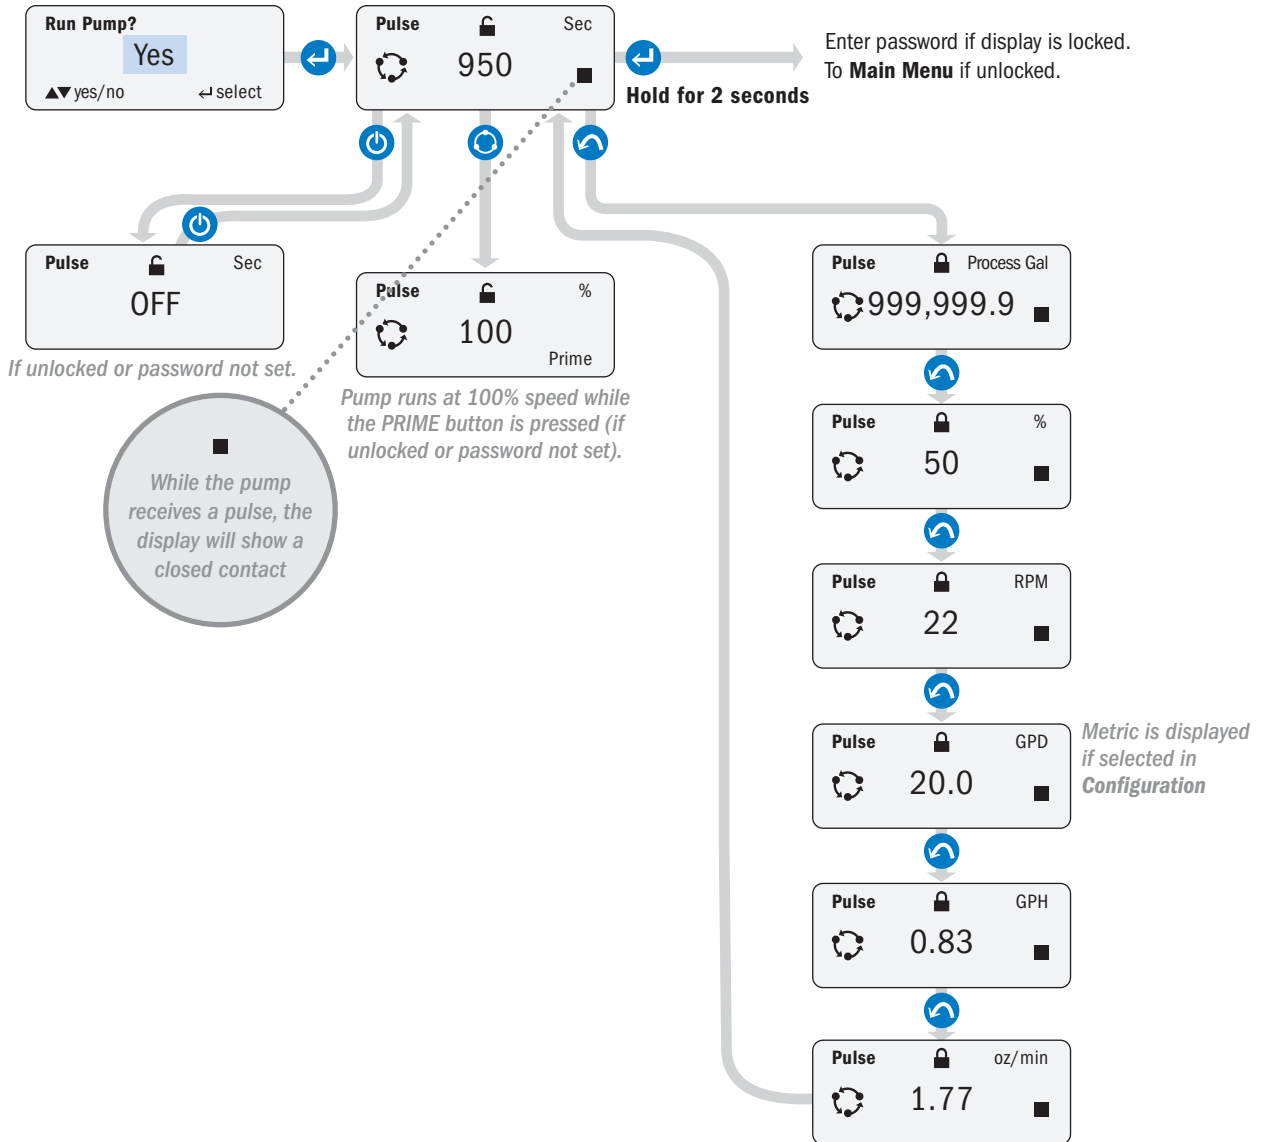 Run Pump?
Yes
▲▼ yes/no ↵ select
Pulse Sec
950
Hold for 2 seconds
Enter password if display is locked.
To Main Menu if unlocked.
Pulse Sec
OFF
If unlocked or password not set.
Pulse %
100
Prime
Pump runs at 100% speed while
the PRIME button is pressed (if
unlocked or password not set).
While the pump
receives a pulse, the
display will show a
closed contact
Pulse Process Gal
999,999.9
Pulse %
50
Pulse RPM
22
Pulse GPD
20.0
Metric is displayed
if selected in
Configuration
Pulse GPH
0.83
Pulse oz/min
1.77